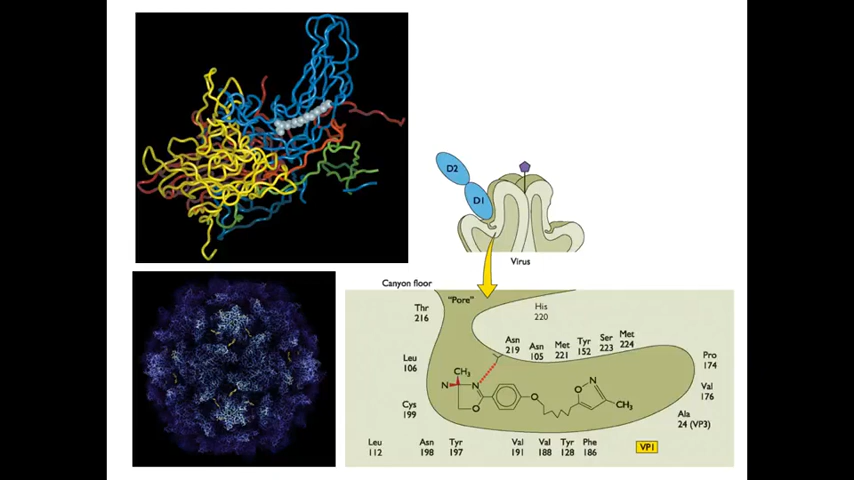 D2
D1
Virus
Canyon floor
"Pore"
Thr
216
His
220
Asn
219
Asn
105
Met
221
Tyr
152
Ser
223
Met
224
Leu
106
Pro
174
Val
176
Cys
199
Ala
24 (VP3)
CH₃
N
N
O
O
O
N
CH₃
Leu
112
Asn
198
Tyr
197
Val
191
Val
188
Tyr
128
Phe
186
VP1